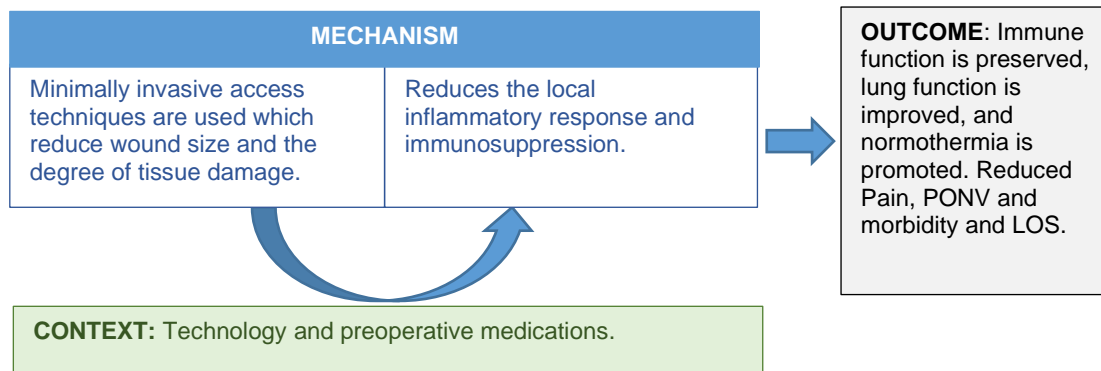 MECHANISM
Minimally invasive access
techniques are used which
reduce wound size and the
degree of tissue damage.
Reduces the local
inflammatory response and
immunosuppression.
OUTCOME: Immune
function is preserved,
lung function is
improved, and
normothermia is
promoted. Reduced
Pain, PONV and
morbidity and LOS.
CONTEXT: Technology and preoperative medications.